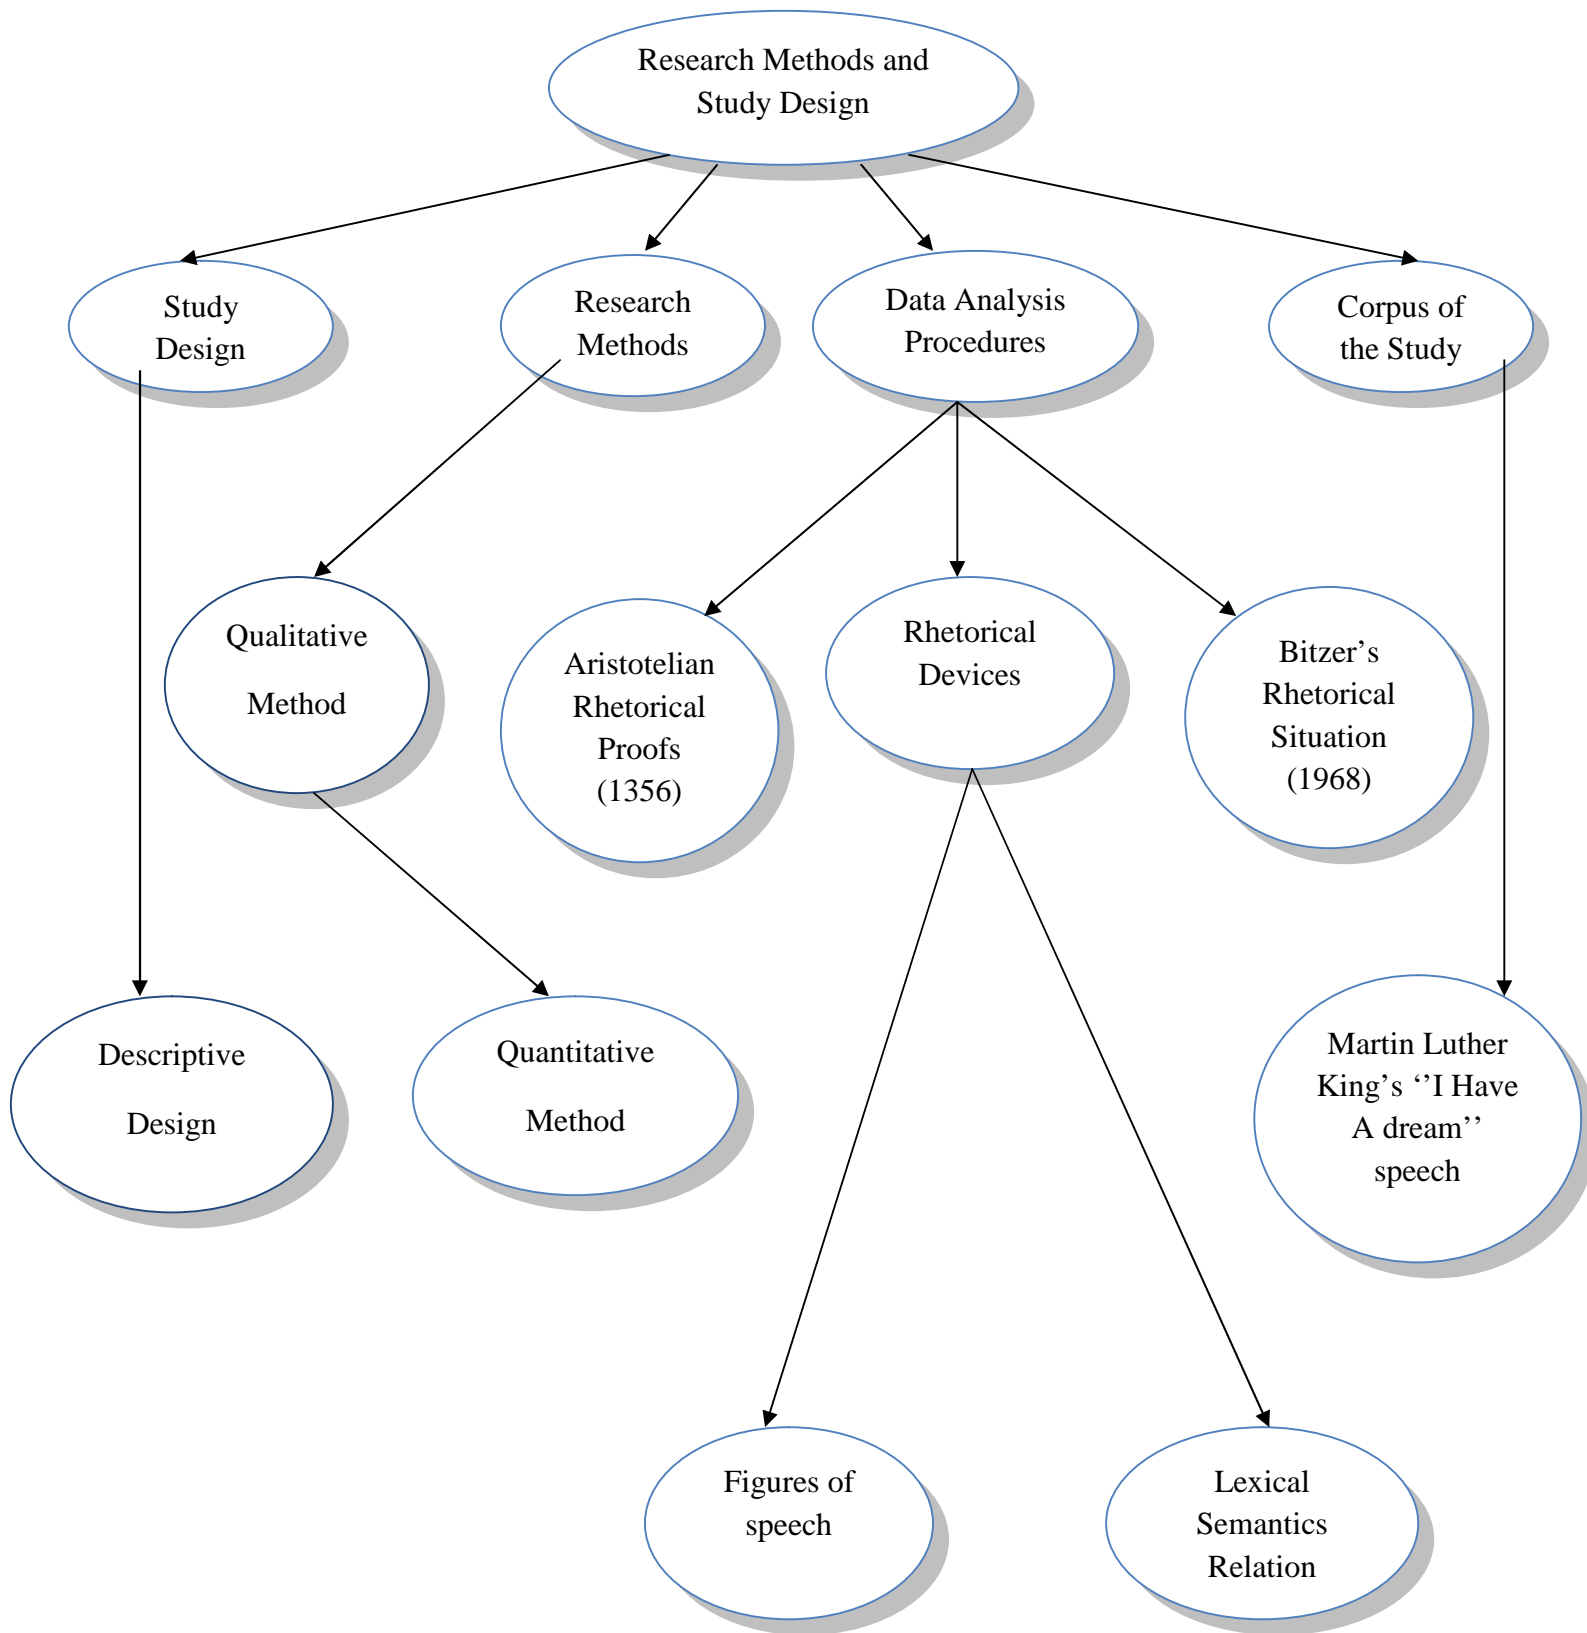 Research Methods and
Study Design
Study
Design
Research
Methods
Data Analysis
Procedures
Corpus of
the Study
Qualitative
Method
Aristotelian
Rhetorical
Proofs
(1356)
Rhetorical
Devices
Bitzer’s
Rhetorical
Situation
(1968)
Descriptive
Design
Quantitative
Method
Martin Luther
King’s ‘’I Have
A dream’’
speech
Figures of
speech
Lexical
Semantics
Relation